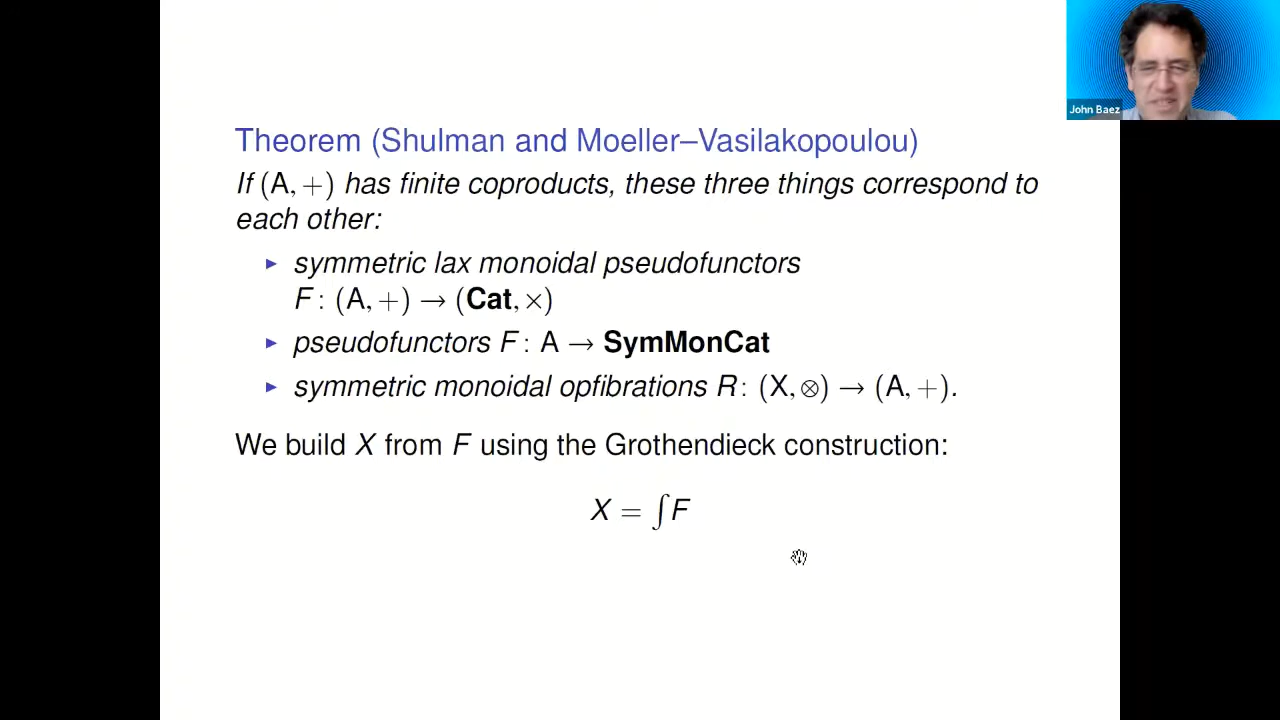 John Baez
Theorem (Shulman and Moeller–Vasilakopoulou)
If (A, +) has finite coproducts, these three things correspond to
each other:
▸ symmetric lax monoidal pseudofunctors
F : (A, +) → (Cat, ×)
▸ pseudofunctors F : A → SymMonCat
▸ symmetric monoidal opfibrations R : (X, ⊗) → (A, +).
We build X from F using the Grothendieck construction:
X = ∫F